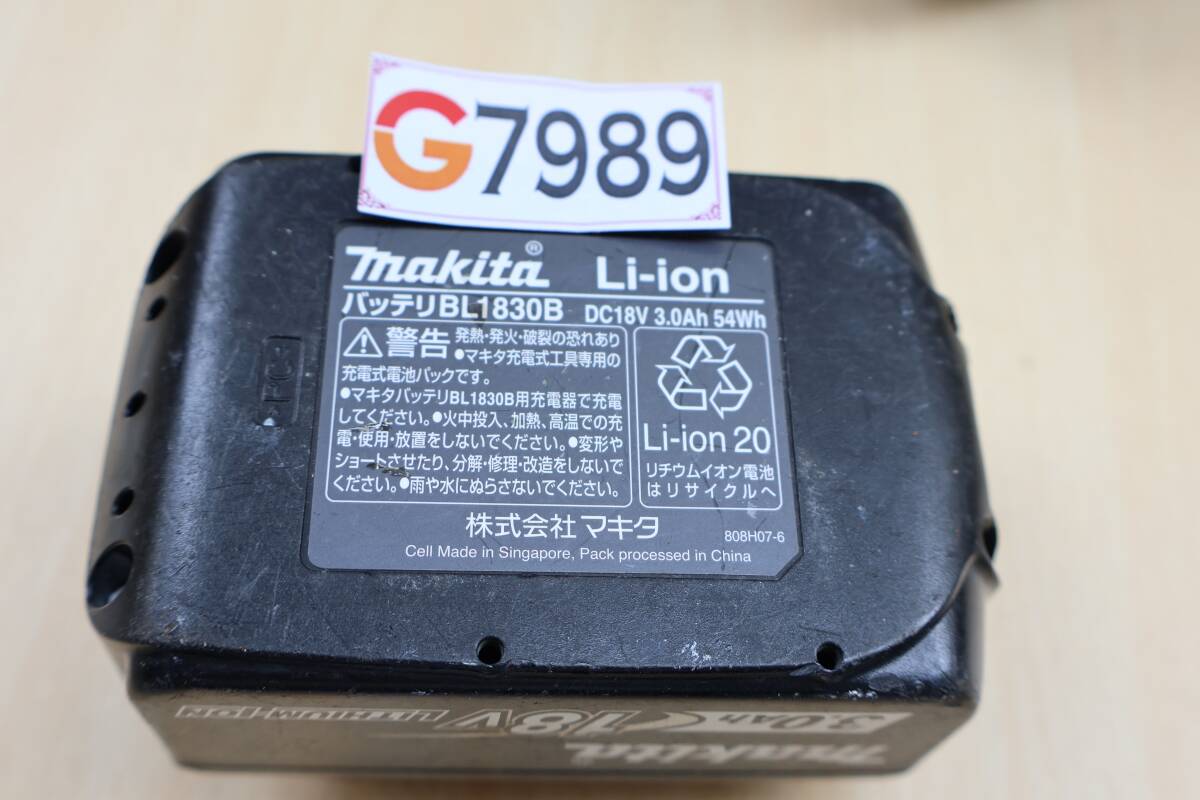 G7989
makita® Li-ion
バッテリBL1830B DC18V 3.0Ah 54Wh
警告 発熱・発火・破裂の恐れあり
●マキタ充電式工具専用の
充電式電池パックです。
●マキタバッテリBL1830B用充電器で充電
してください。●火中投入、加熱、高温での充
電・使用・放置をしないでください。●変形や
ショートさせたり、分解・修理・改造をしないで
ください。●雨や水にぬらさないでください。
Li-ion 20
リチウムイオン電池
はリサイクルへ
株式会社マキタ
808H07-6
Cell Made in Singapore, Pack processed in China
makita
3.0Ah 18V LITHIUM-ION